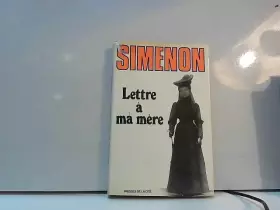 SIMENON
Lettre
à
ma mère
PRESSES DE LA CITÉ